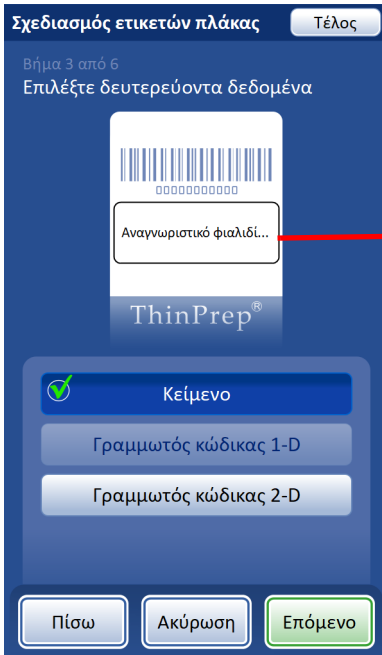 Σχεδιασμός ετικετών πλάκας
Τέλος
Βήμα 3 από 6
Επιλέξτε δευτερεύοντα δεδομένα
Αναγνωριστικό φιαλιδί...
ThinPrep®
Κείμενο
Γραμμωτός κώδικας 1-D
Γραμμωτός κώδικας 2-D
Πίσω
Ακύρωση
Επόμενο